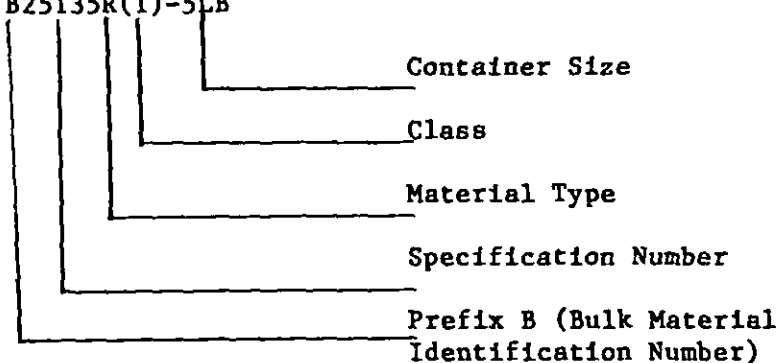 B25135R(1)-5LB
Container Size
Class
Material Type
Specification Number
Prefix B (Bulk Material
Identification Number)